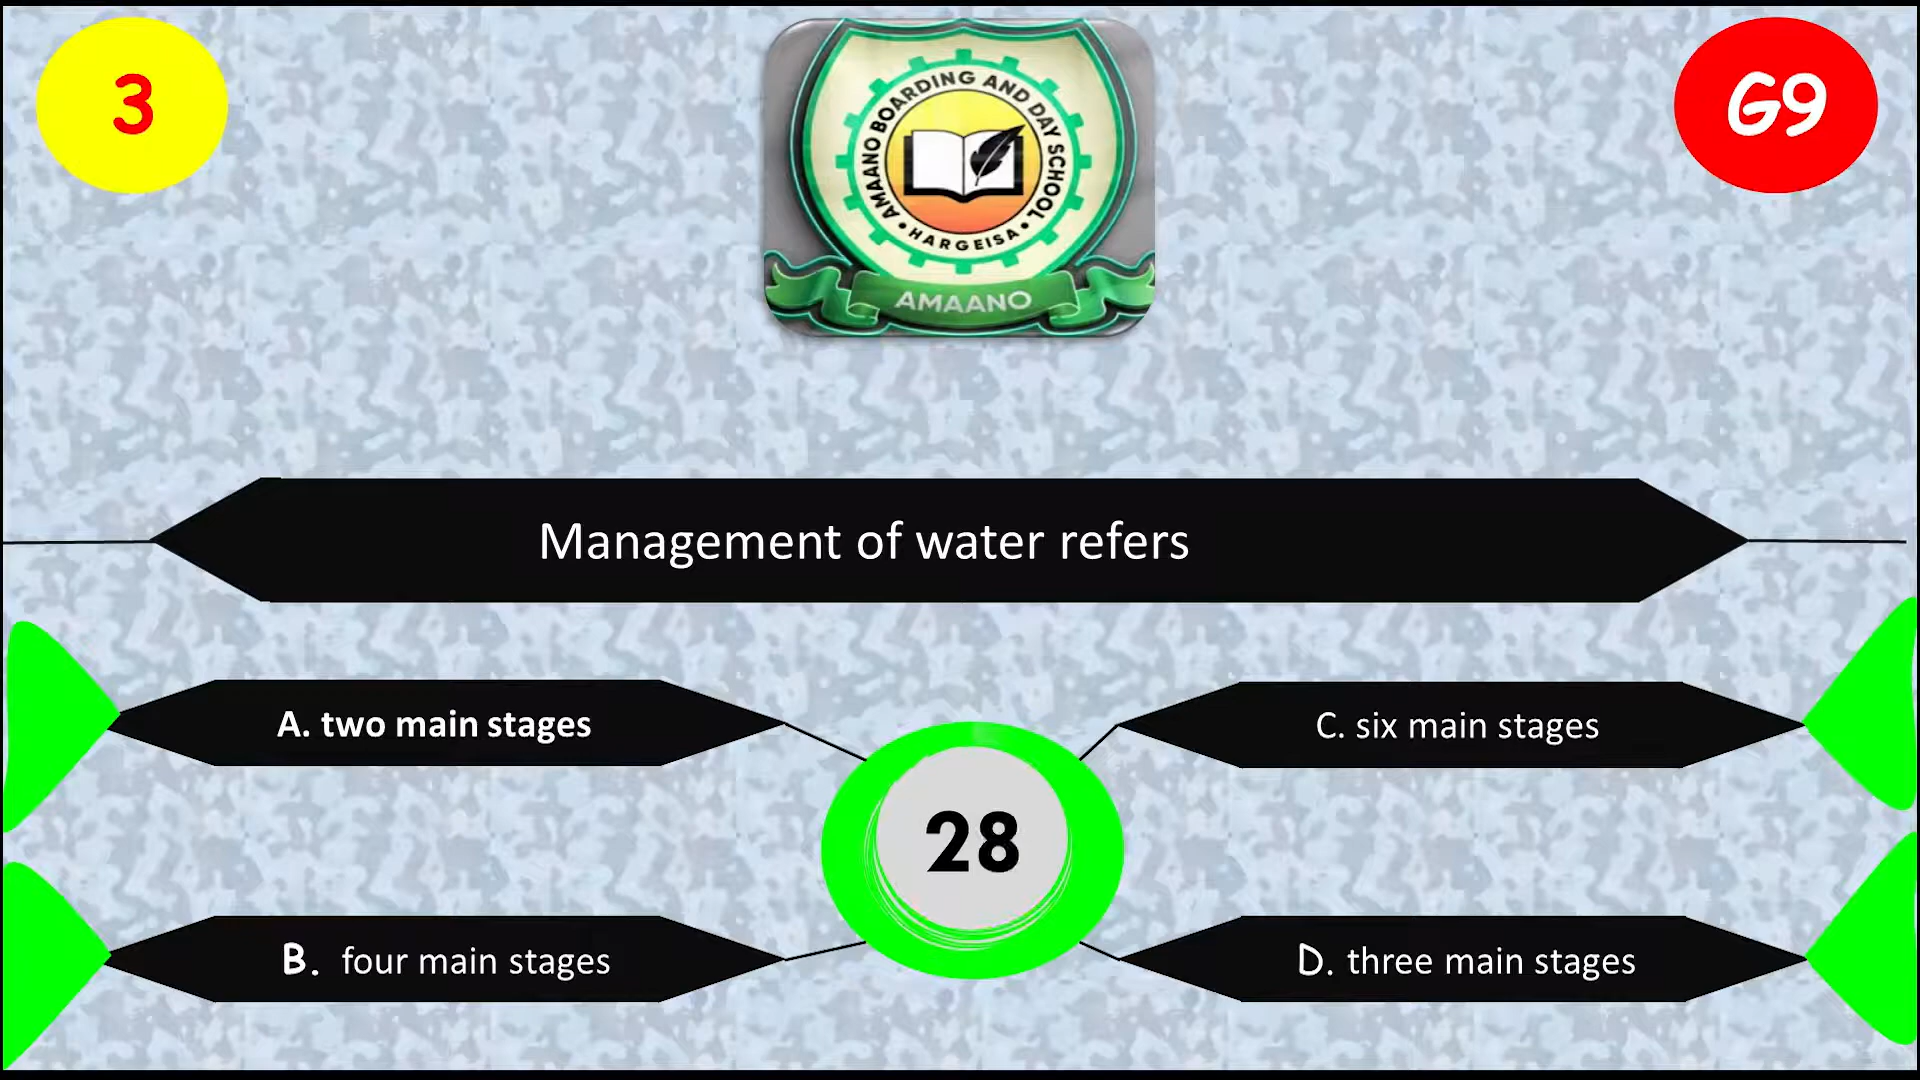 3
AMAANO BOARDING AND DAY SCHOOL
• HARGEISA •
AMAANO
G9
Management of water refers
A. two main stages
C. six main stages
28
B. four main stages
D. three main stages